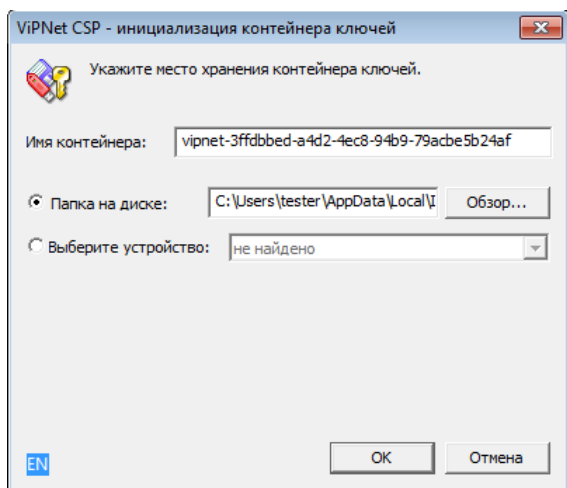 ViPNet CSP - инициализация контейнера ключей
Укажите место хранения контейнера ключей.
Имя контейнера: vipnet-3ffdbbed-a4d2-4ec8-94b9-79acbe5b24af
Папка на диске: C:\Users\tester\AppData\Local\I Обзор...
Выберите устройство: не найдено
EN OK Отмена